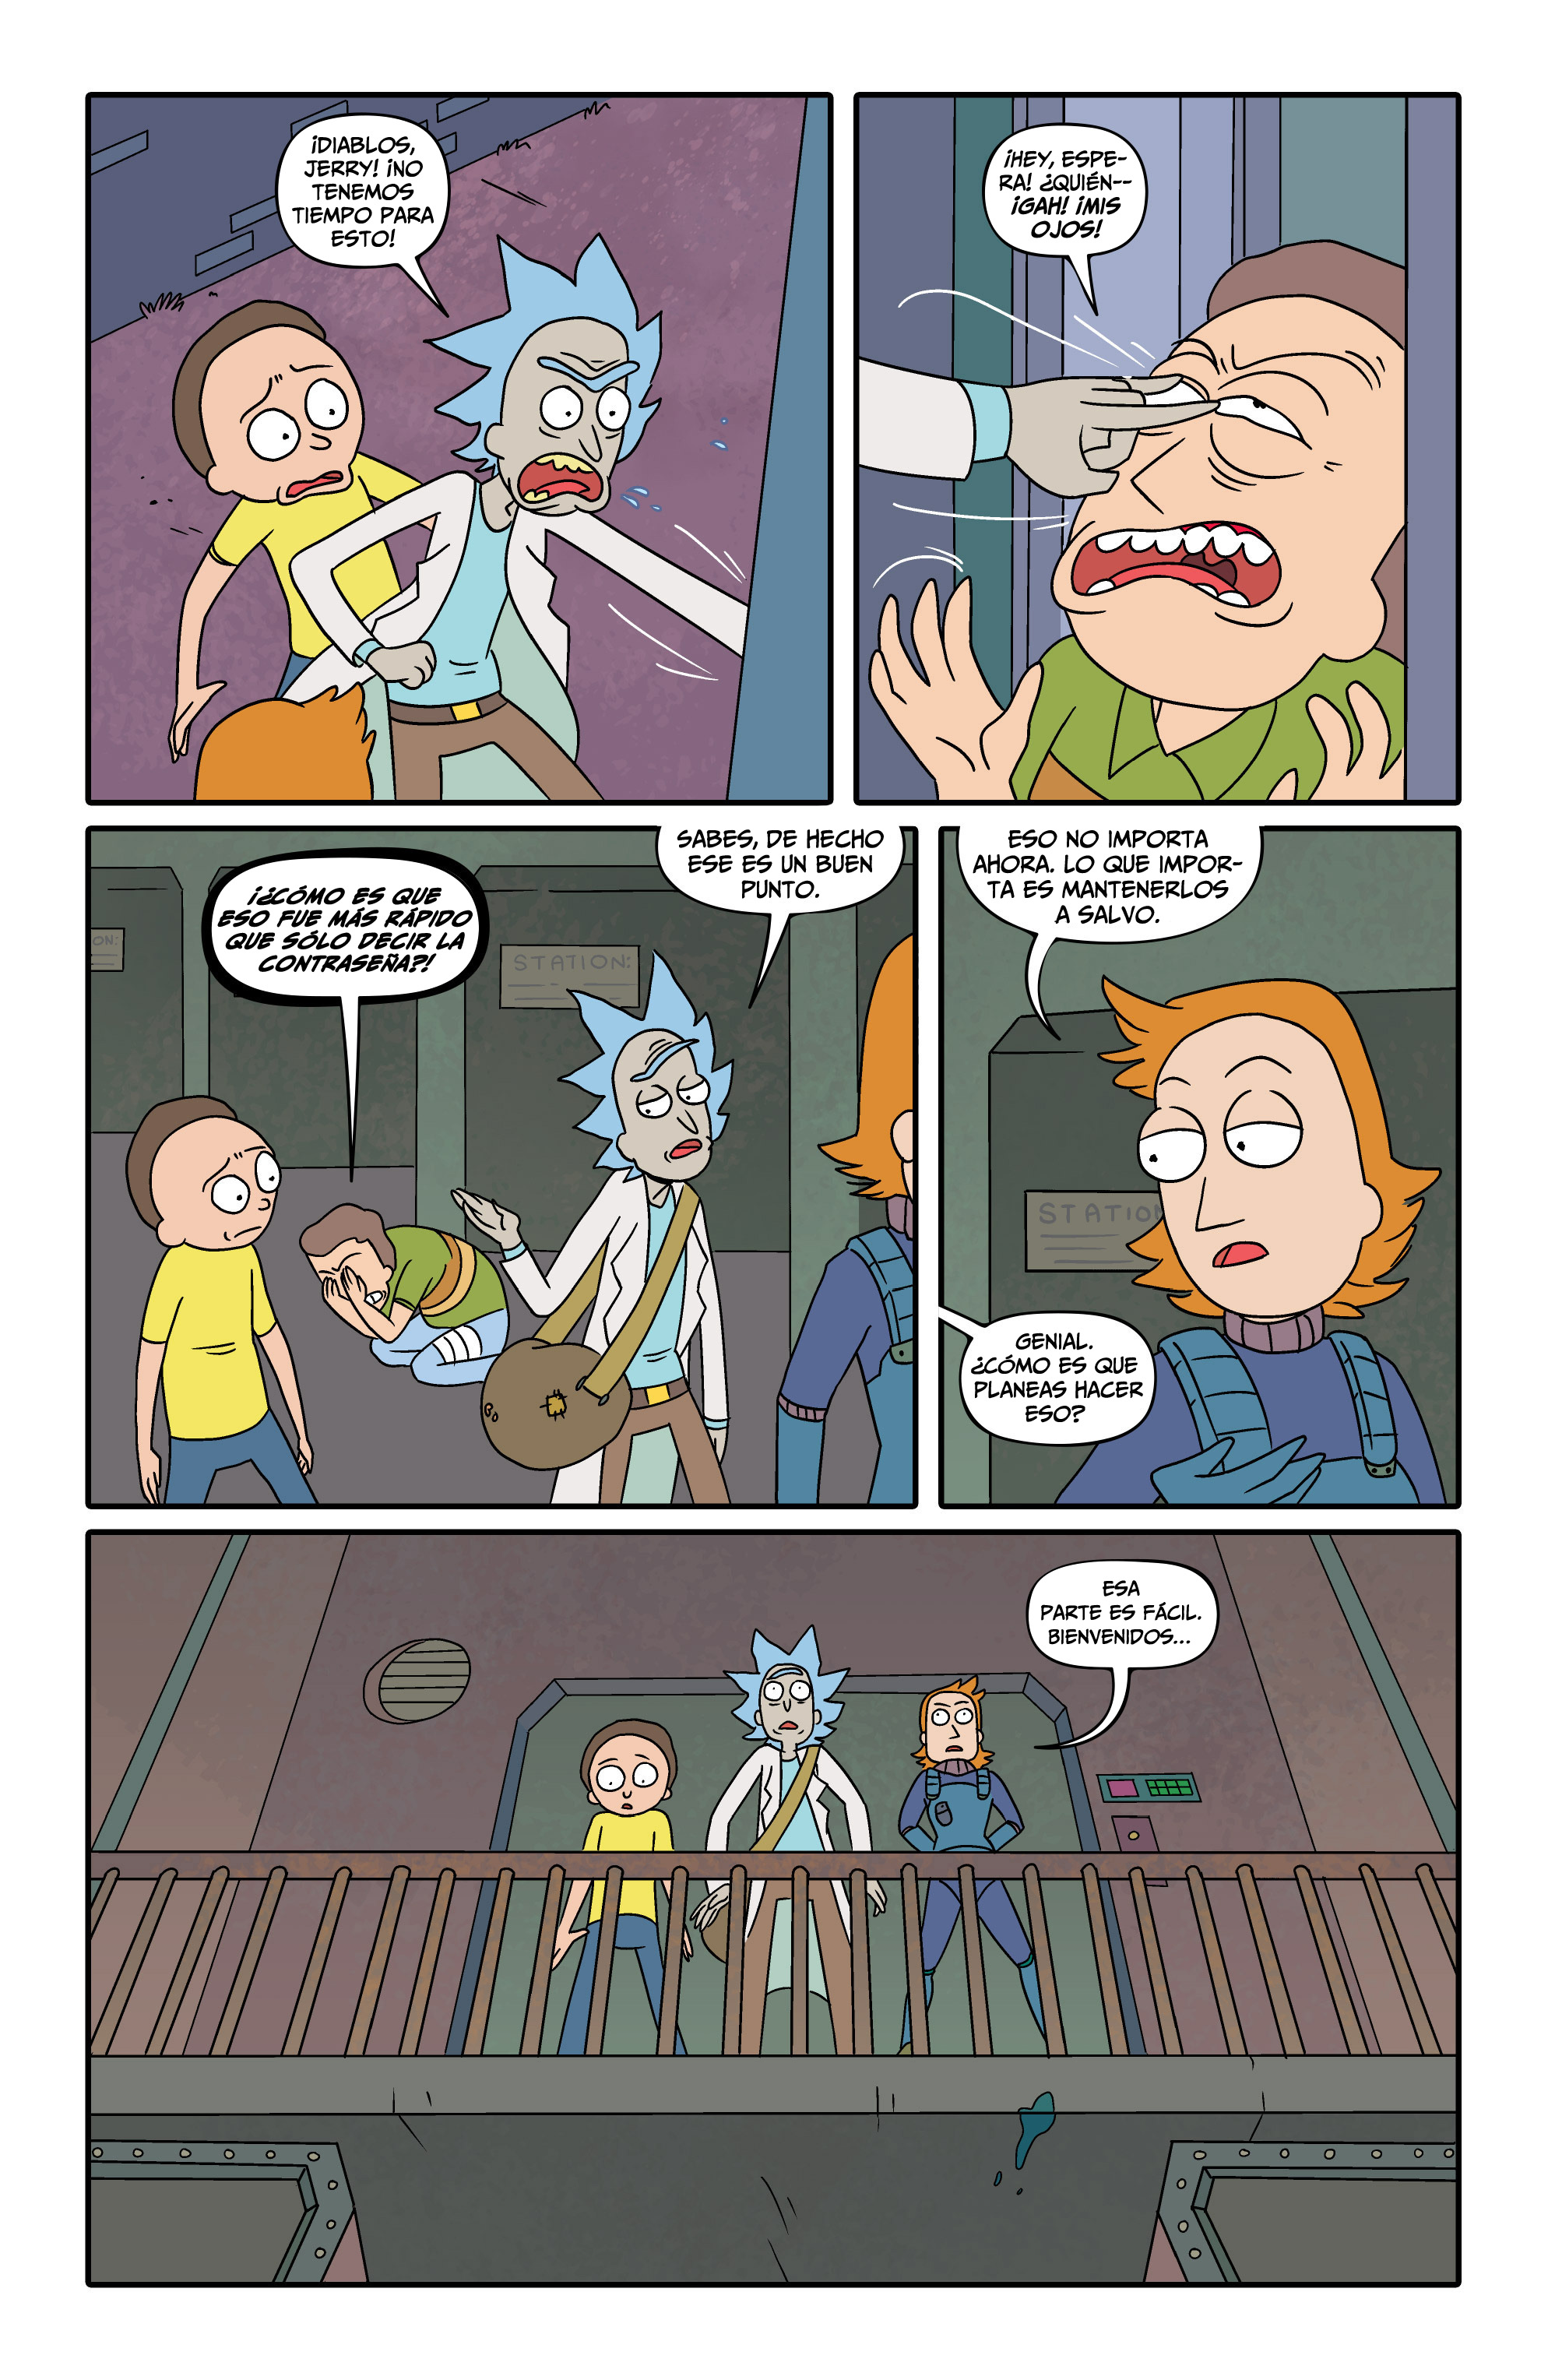 ¡DIABLOS,
JERRY! ¡NO
TENEMOS
TIEMPO PARA
ESTO!
¡HEY, ESPE-
RA! ¿QUIÉN--
¡GAH! ¡MIS
OJOS!
¡¿CÓMO ES QUE
ESO FUE MÁS RÁPIDO
QUE SÓLO DECIR LA
CONTRASEÑA?!
SABES, DE HECHO
ESE ES UN BUEN
PUNTO.
ON:
STATION:
ESO NO IMPORTA
AHORA. LO QUE IMPOR-
TA ES MANTENERLOS
A SALVO.
STATION
GENIAL.
¿CÓMO ES QUE
PLANEAS HACER
ESO?
ESA
PARTE ES FÁCIL.
BIENVENIDOS...